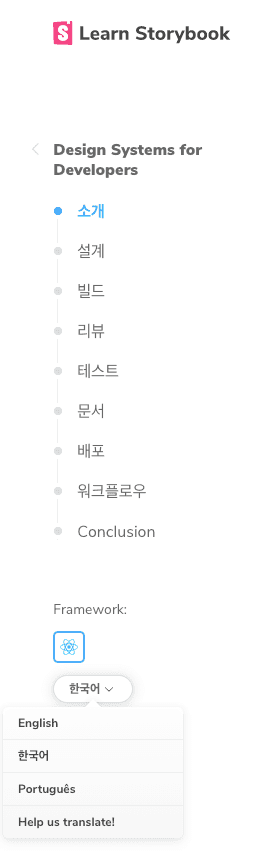 Learn Storybook
Design Systems for
Developers
소개
설계
빌드
리뷰
테스트
문서
배포
워크플로우
Conclusion
Framework:
한국어
English
한국어
Português
Help us translate!